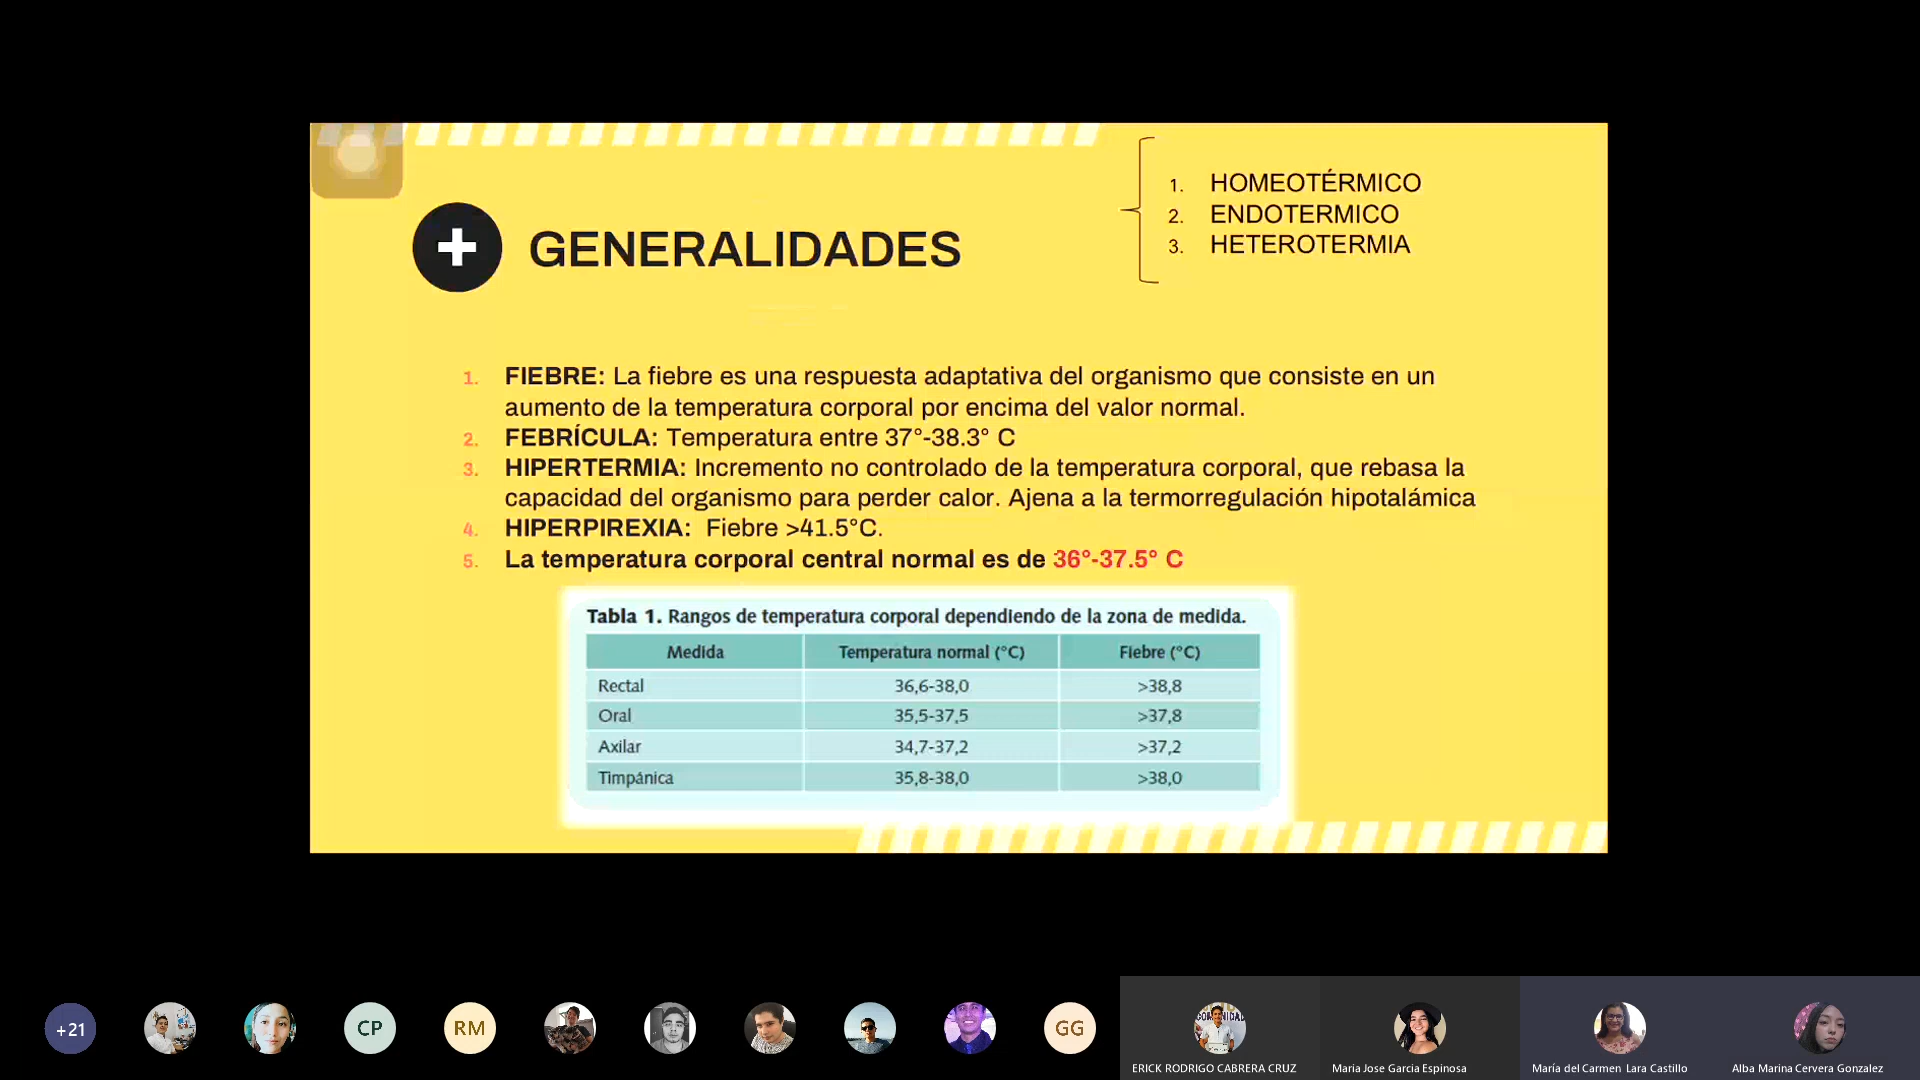 1. HOMEOTÉRMICO
2. ENDOTERMICO
3. HETEROTERMIA
GENERALIDADES
1. FIEBRE: La fiebre es una respuesta adaptativa del organismo que consiste en un
aumento de la temperatura corporal por encima del valor normal.
2. FEBRÍCULA: Temperatura entre 37°-38.3° C
3. HIPERTERMIA: Incremento no controlado de la temperatura corporal, que rebasa la
capacidad del organismo para perder calor. Ajena a la termorregulación hipotalámica
4. HIPERPIREXIA: Fiebre >41.5°C.
5. La temperatura corporal central normal es de 36°-37.5° C
Tabla 1. Rangos de temperatura corporal dependiendo de la zona de medida.
Medida Temperatura normal (°C) Fiebre (°C)
Rectal 36,6-38,0 >38,8
Oral 35,5-37,5 >37,8
Axilar 34,7-37,2 >37,2
Timpánica 35,8-38,0 >38,0
+21 CP RM GG
ERICK RODRIGO CABRERA CRUZ Maria Jose Garcia Espinosa María del Carmen Lara Castillo Alba Marina Cervera Gonzalez